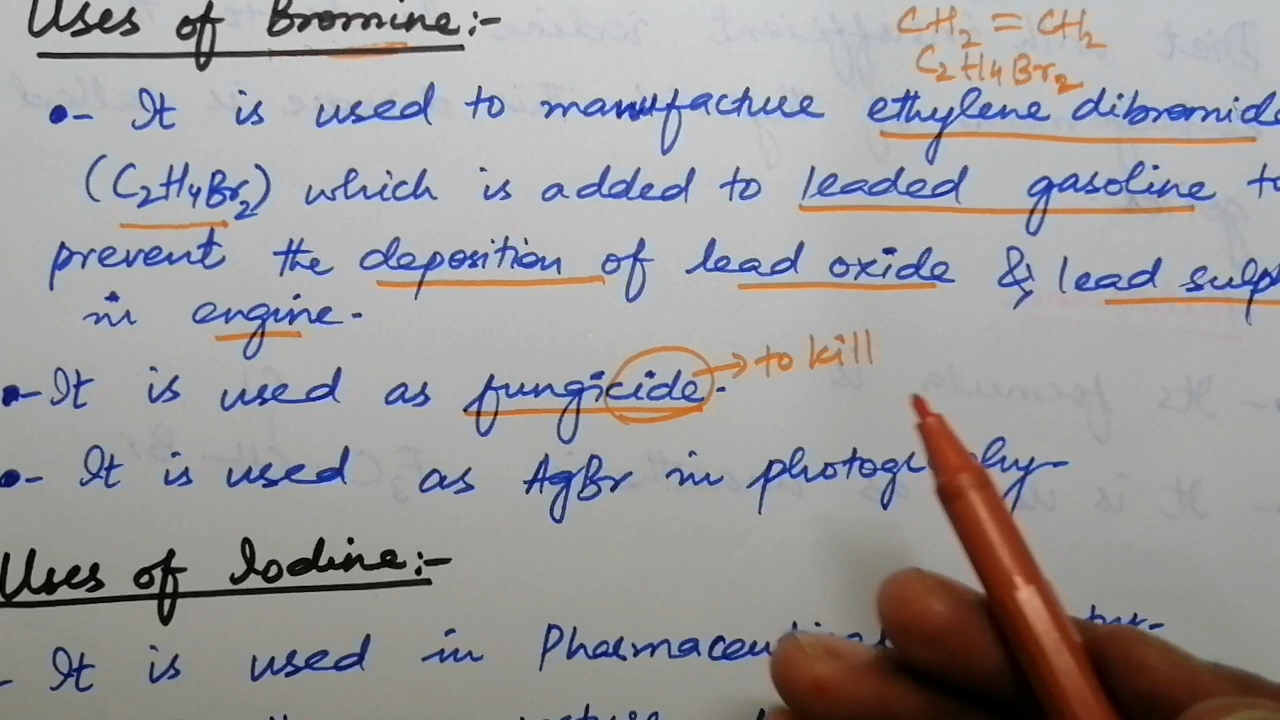 Uses of Bromine:-
CH2 = CH2
C2H4Br2
•- It is used to manufacture ethylene dibromide
(C2H4Br2) which is added to leaded gasoline to
prevent the deposition of lead oxide & lead
in engine.
•- It is used as fungicide. → to kill
•- It is used as AgBr in photography
Uses of Iodine:-
- It is used in